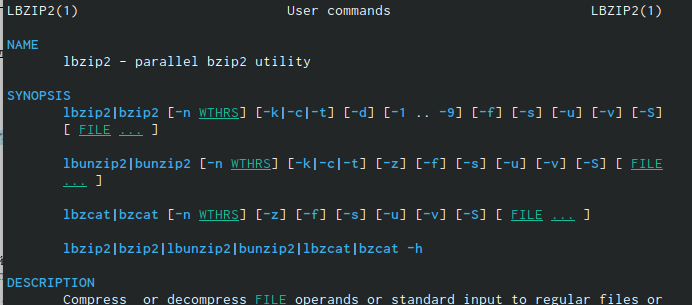 LBZIP2(1) User commands LBZIP2(1)
NAME
lbzip2 - parallel bzip2 utility
SYNOPSIS
lbzip2|bzip2 [-n WTHRS] [-k|-c|-t] [-d] [-1 .. -9] [-f] [-s] [-u] [-v] [-S]
[ FILE ... ]
lbunzip2|bunzip2 [-n WTHRS] [-k|-c|-t] [-z] [-f] [-s] [-u] [-v] [-S] [ FILE
... ]
lbzcat|bzcat [-n WTHRS] [-z] [-f] [-s] [-u] [-v] [-S] [ FILE ... ]
lbzip2|bzip2|lbunzip2|bunzip2|lbzcat|bzcat -h
DESCRIPTION
Compress or decompress FILE operands or standard input to regular files or